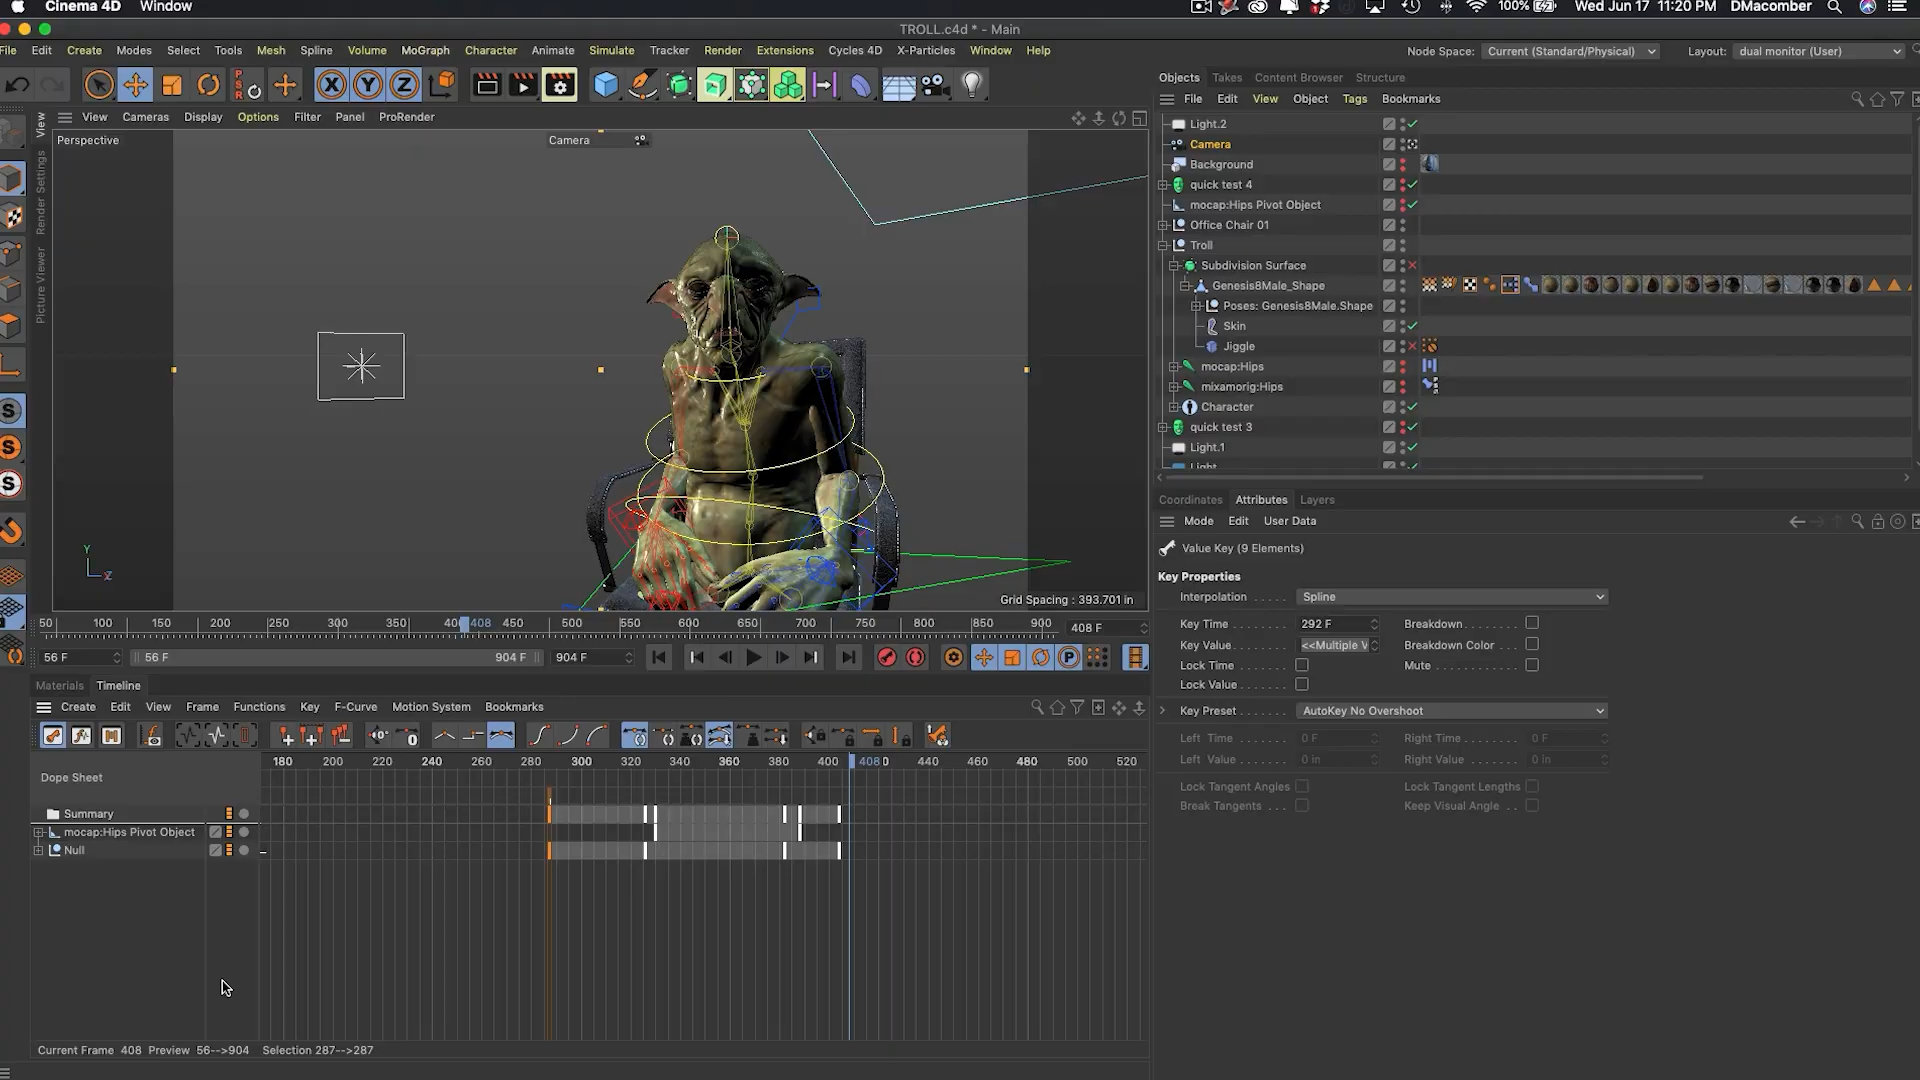 Cinema 4D Window 100% Wed Jun 17 11:20 PM DMacomber
TROLL.c4d * - Main
File Edit Create Modes Select Tools Mesh Spline Volume MoGraph Character Animate Simulate Tracker Render Extensions Cycles 4D X-Particles Window Help Node Space: Current (Standard/Physical) Layout: dual monitor (User)
Objects Takes Content Browser Structure
File Edit View Object Tags Bookmarks
View Cameras Display Options Filter Panel ProRender
View
Render Settings
Picture Viewer
Perspective
Camera
Grid Spacing : 393.701 in
Light.2
Camera
Background
quick test 4
mocap:Hips Pivot Object
Office Chair 01
Troll
Subdivision Surface
Genesis8Male_Shape
Poses: Genesis8Male.Shape
Skin
Jiggle
mocap:Hips
mixamorig:Hips
Character
quick test 3
Light.1
Light
Coordinates Attributes Layers
Mode Edit User Data
Value Key (9 Elements)
Key Properties
Interpolation Spline
Key Time 292 F Breakdown
Key Value <<Multiple V Breakdown Color
Lock Time Mute
Lock Value
Key Preset AutoKey No Overshoot
Left Time 0 F Right Time 0 F
Left Value 0 in Right Value 0 in
Lock Tangent Angles Lock Tangent Lengths
Break Tangents Keep Visual Angle
50 100 150 200 250 300 350 400 408 450 500 550 600 650 700 750 800 850 900 408 F
56 F 56 F 904 F 904 F
Materials Timeline
Create Edit View Frame Functions Key F-Curve Motion System Bookmarks
180 200 220 240 260 280 300 320 340 360 380 400 408 440 460 480 500 520
Dope Sheet
Summary
mocap:Hips Pivot Object
Null
Current Frame 408 Preview 56-->904 Selection 287-->287